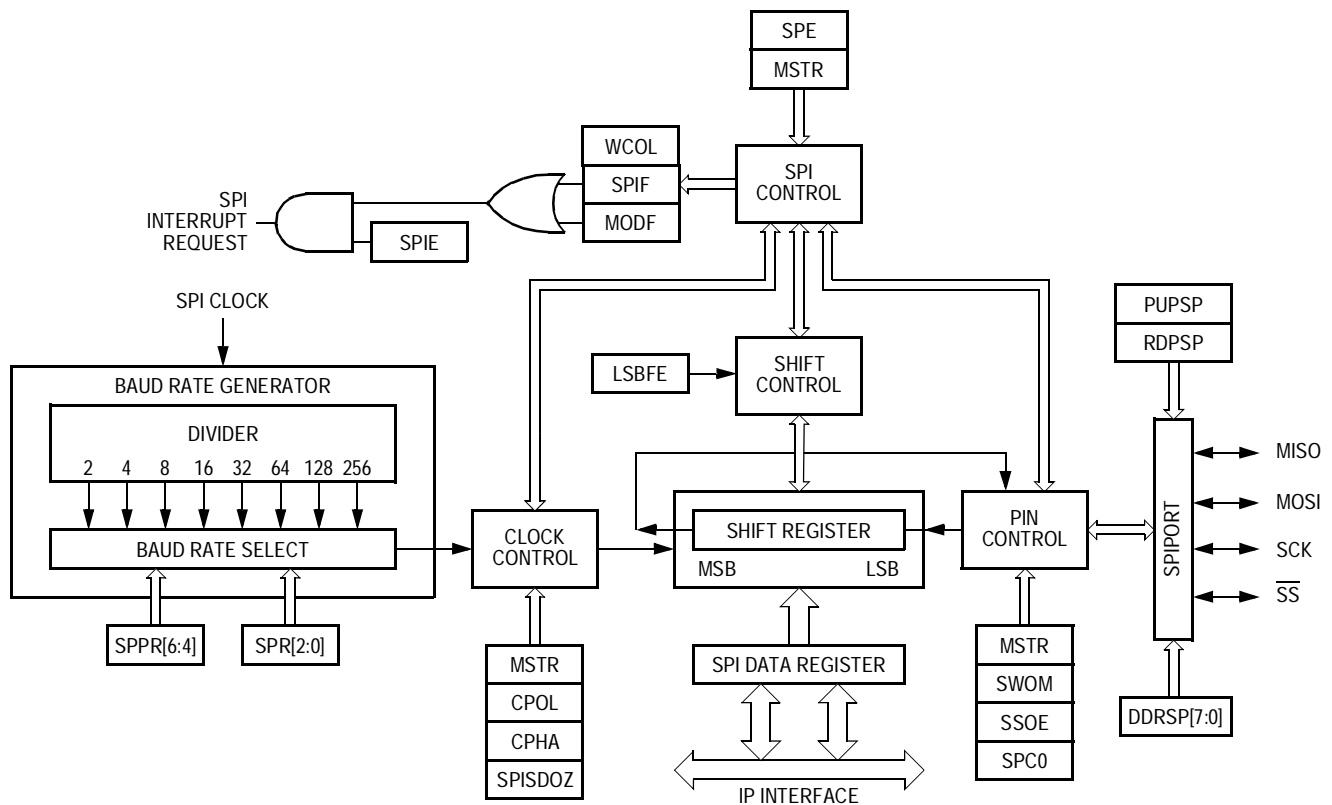 SPE
MSTR
WCOL
SPIF
MODF
SPI
CONTROL
SPI
INTERRUPT
REQUEST
SPIE
SPI CLOCK
PUPSP
RDPSP
LSBFE
SHIFT
CONTROL
BAUD RATE GENERATOR
DIVIDER
2 4 8 16 32 64 128 256
BAUD RATE SELECT
SPPR[6:4]
SPR[2:0]
CLOCK
CONTROL
SHIFT REGISTER
MSB LSB
PIN
CONTROL
SPIPORT
MISO
MOSI
SCK
SS
MSTR
CPOL
CPHA
SPISDOZ
SPI DATA REGISTER
IP INTERFACE
MSTR
SWOM
SSOE
SPC0
DDRSP[7:0]